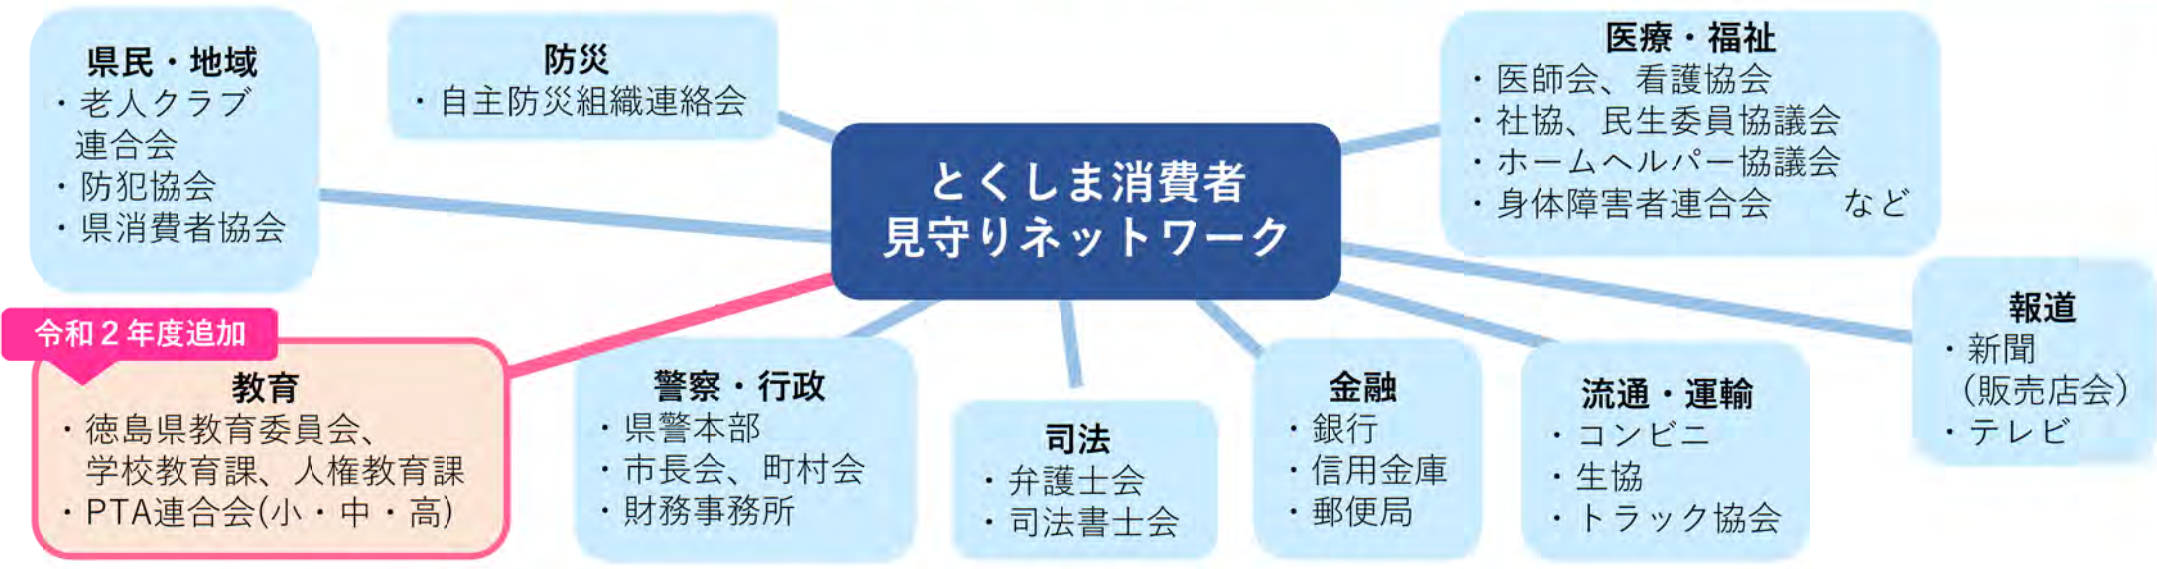 県民・地域
・老人クラブ
連合会
・防犯協会
・県消費者協会
防災
・自主防災組織連絡会
とくしま消費者
見守りネットワーク
医療・福祉
・医師会、看護協会
・社協、民生委員協議会
・ホームヘルパー協議会
・身体障害者連合会　　など
令和２年度追加
教育
・徳島県教育委員会、
学校教育課、人権教育課
・PTA連合会(小・中・高)
警察・行政
・県警本部
・市長会、町村会
・財務事務所
司法
・弁護士会
・司法書士会
金融
・銀行
・信用金庫
・郵便局
流通・運輸
・コンビニ
・生協
・トラック協会
報道
・新聞
（販売店会）
・テレビ